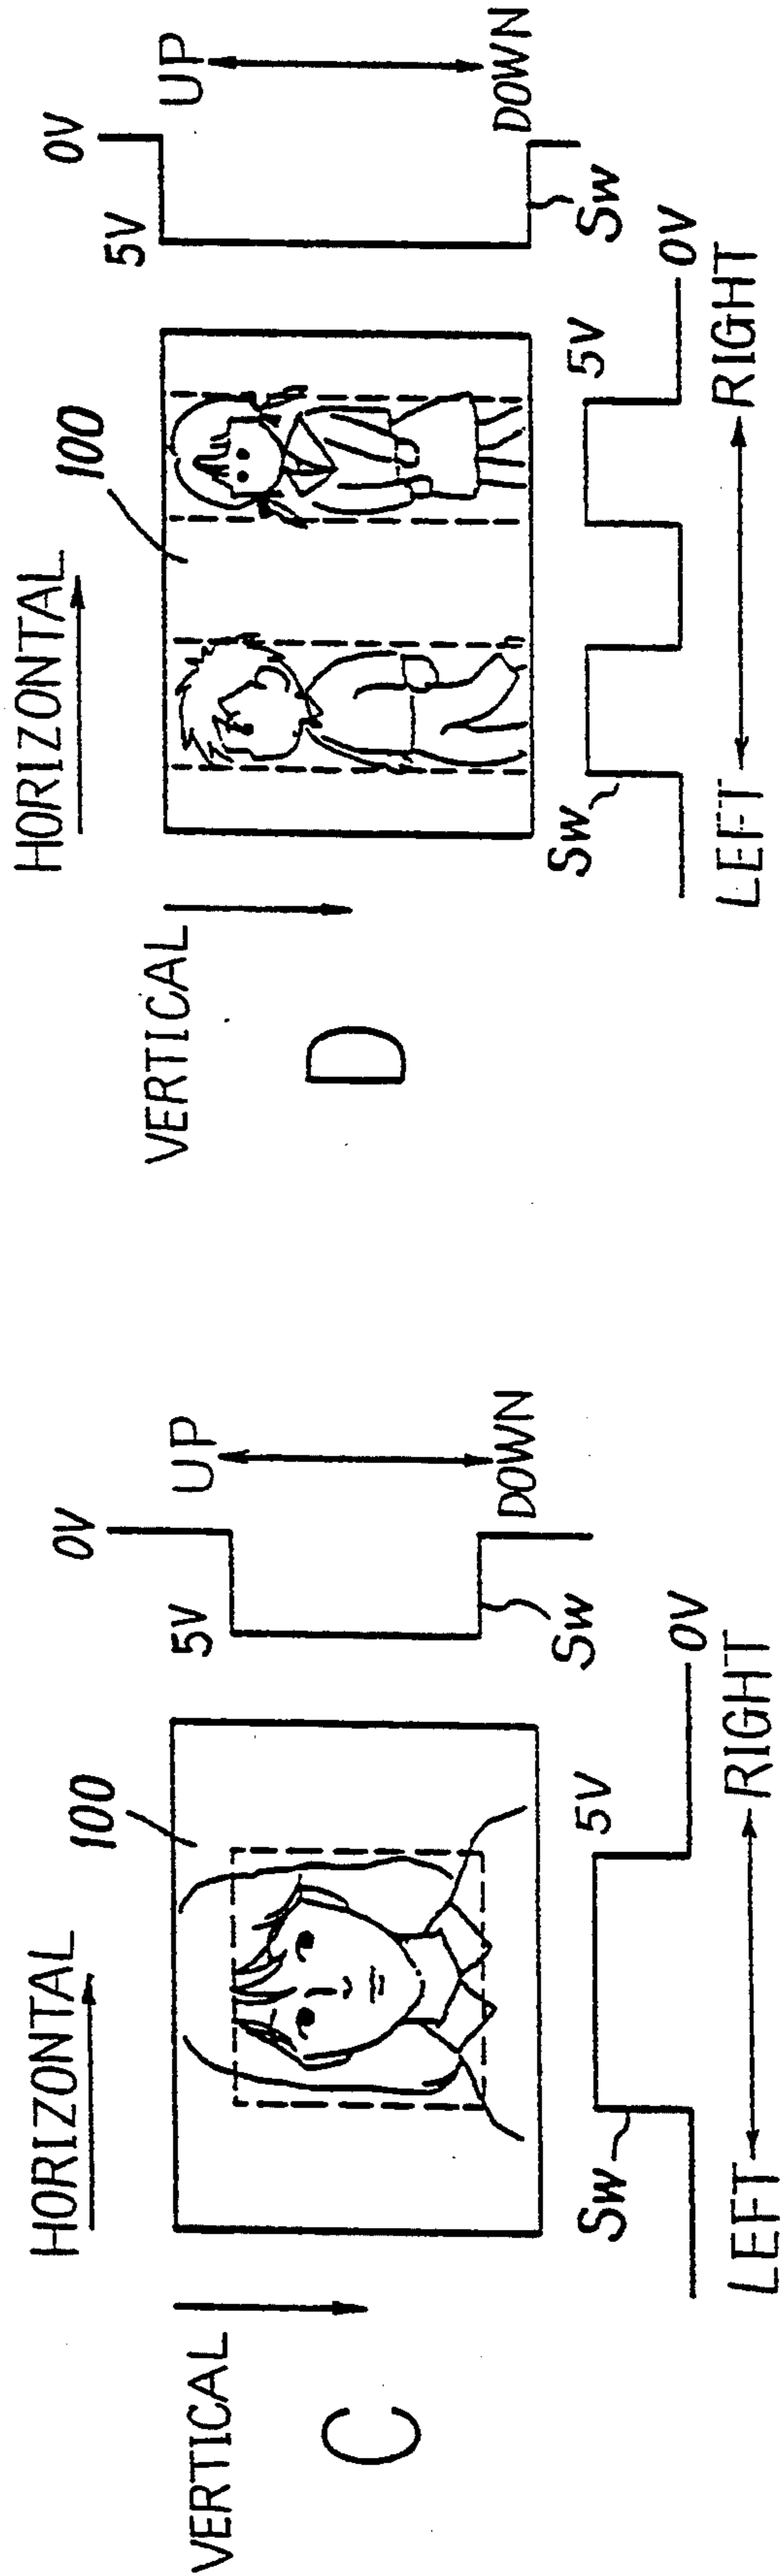 C
HORIZONTAL
VERTICAL
100
0V
5V
UP
DOWN
Sw
Sw
5V
0V
LEFT
RIGHT
D
HORIZONTAL
VERTICAL
100
0V
5V
UP
DOWN
Sw
Sw
5V
0V
LEFT
RIGHT